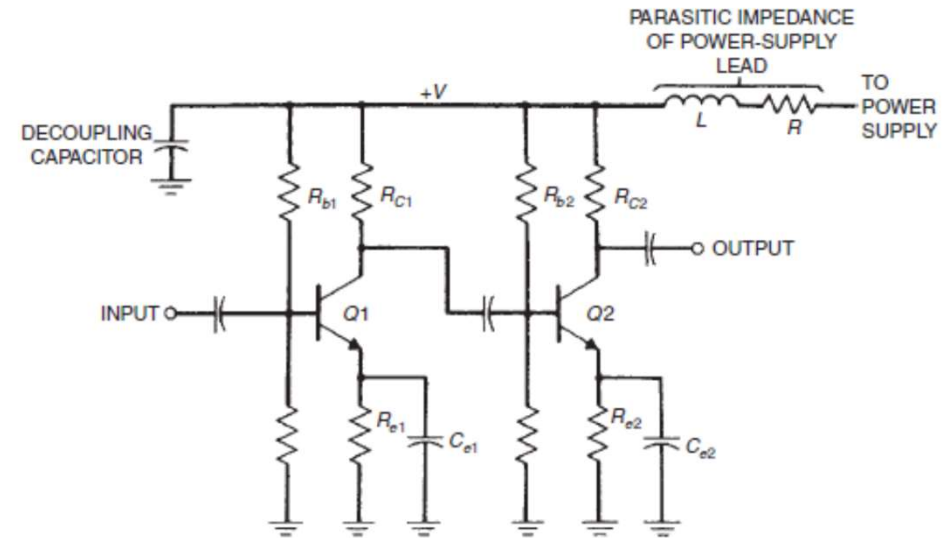 PARASITIC IMPEDANCE
OF POWER-SUPPLY
LEAD
+V
TO
POWER
SUPPLY
L
R
DECOUPLING
CAPACITOR
Rb1
RC1
Rb2
RC2
OUTPUT
INPUT
Q1
Q2
Re1
Ce1
Re2
Ce2